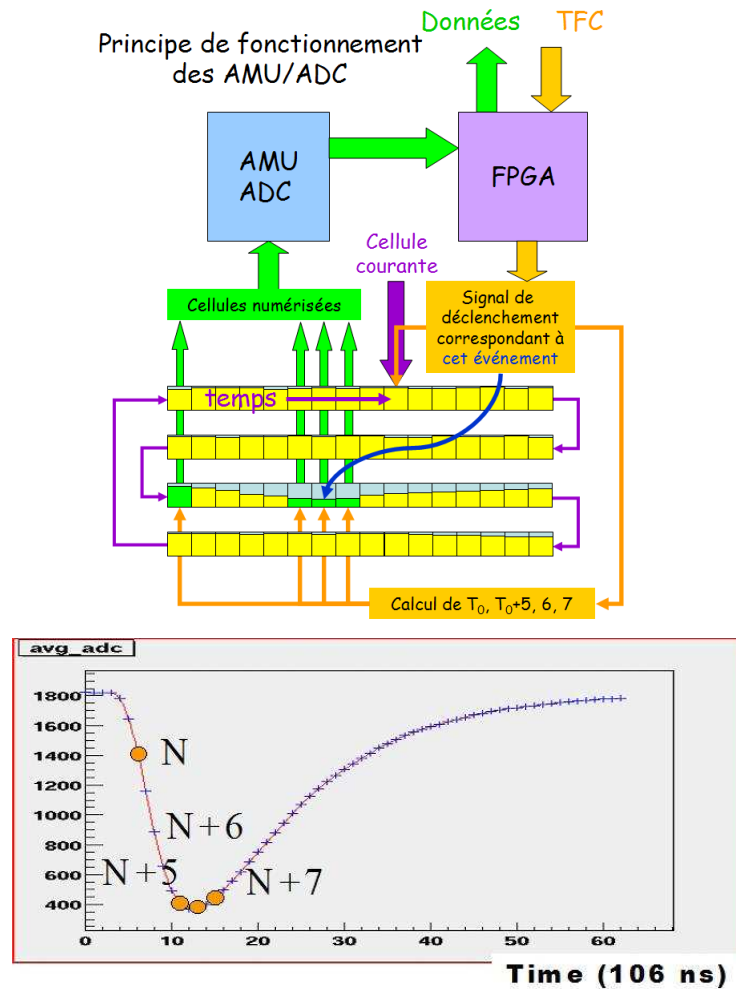 Données TFC
Principe de fonctionnement
des AMU/ADC
AMU
ADC
FPGA
Cellule
courante
Cellules numérisées
Signal de
déclenchement
correspondant à
cet événement
temps
Calcul de T₀, T₀+5, 6, 7
avg_adc
1800
1600
1400
1200
1000
800
600
400
N
N+6
N+5
N+7
0 10 20 30 40 50 60
Time (106 ns)